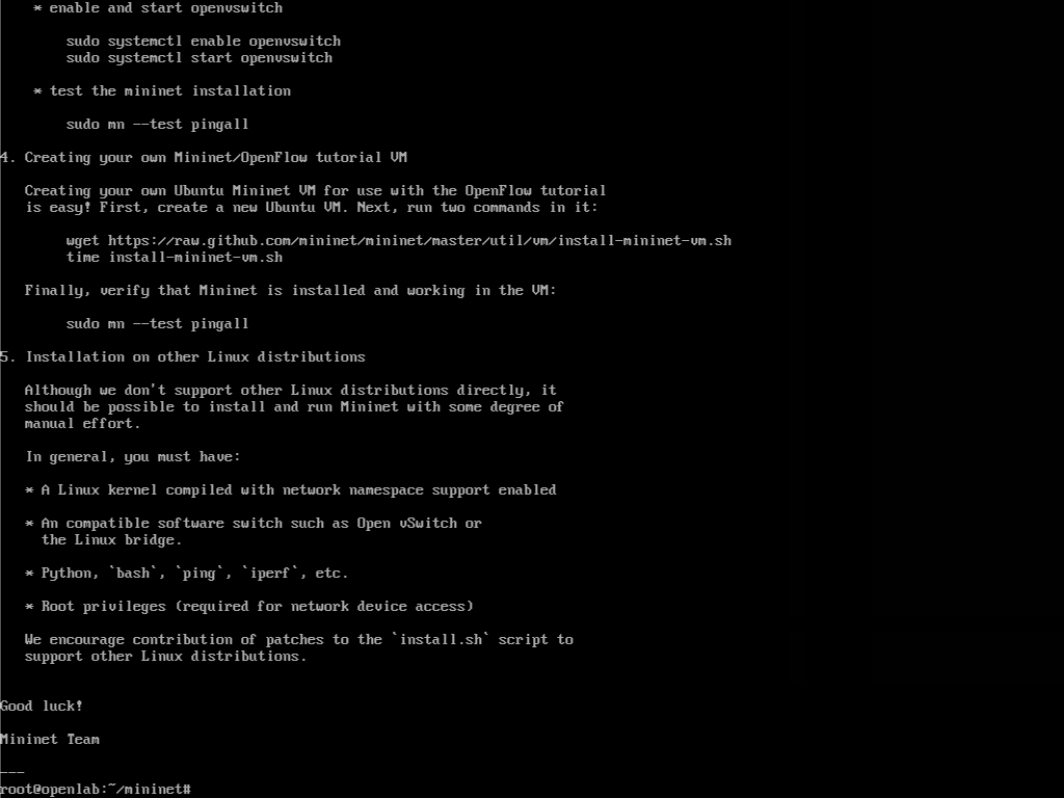 * enable and start openvswitch
sudo systemctl enable openvswitch
sudo systemctl start openvswitch
* test the mininet installation
sudo mn --test pingall
4. Creating your own Mininet/OpenFlow tutorial VM
Creating your own Ubuntu Mininet VM for use with the OpenFlow tutorial
is easy! First, create a new Ubuntu VM. Next, run two commands in it:
wget https://raw.github.com/mininet/mininet/master/util/vm/install-mininet-vm.sh
time install-mininet-vm.sh
Finally, verify that Mininet is installed and working in the VM:
sudo mn --test pingall
5. Installation on other Linux distributions
Although we don't support other Linux distributions directly, it
should be possible to install and run Mininet with some degree of
manual effort.
In general, you must have:
* A Linux kernel compiled with network namespace support enabled
* An compatible software switch such as Open vSwitch or
the Linux bridge.
* Python, `bash`, `ping`, `iperf`, etc.
* Root privileges (required for network device access)
We encourage contribution of patches to the `install.sh` script to
support other Linux distributions.
Good luck!
Mininet Team
---
root@openlab:~/mininet#